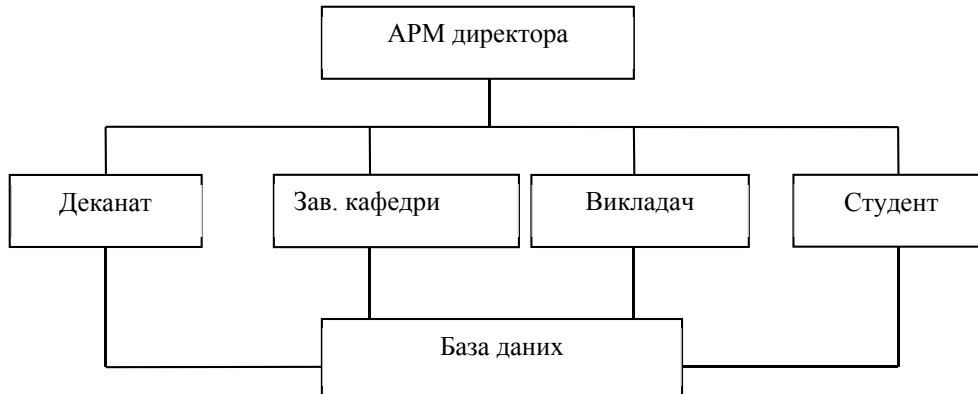 АРМ директора
Деканат
Зав. кафедри
Викладач
Студент
База даних